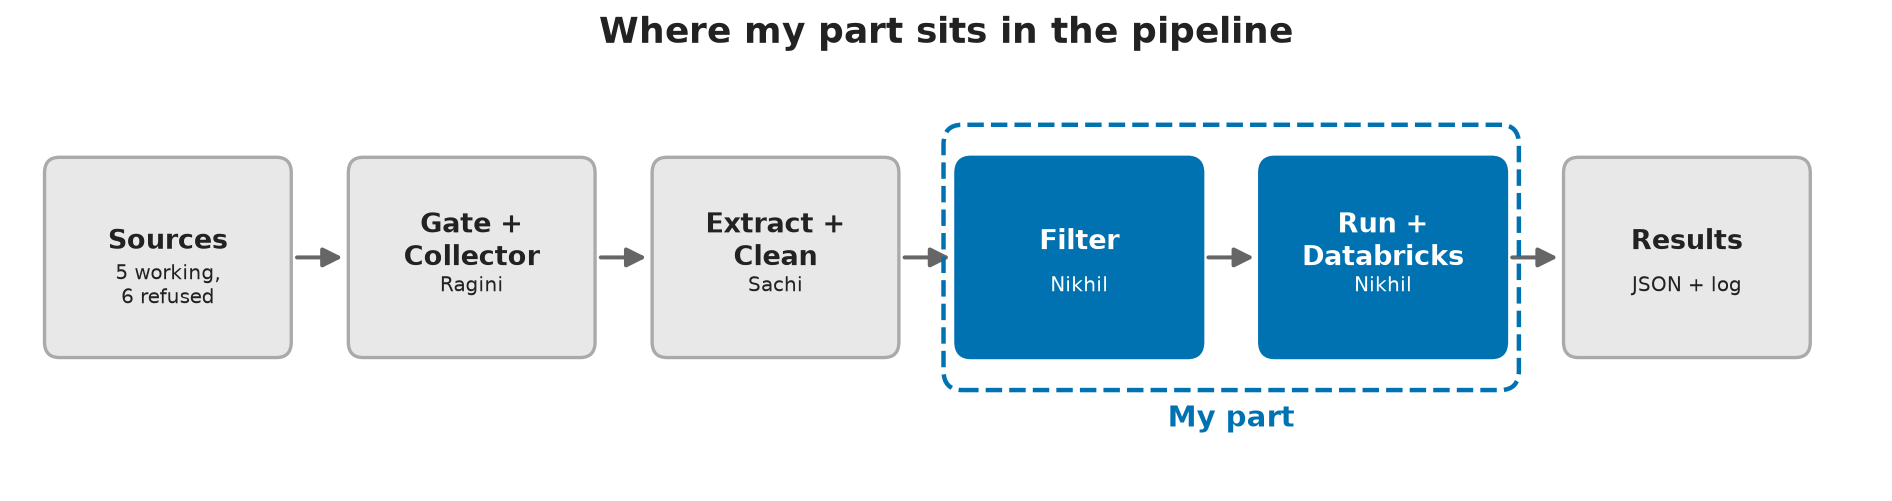 Where my part sits in the pipeline
Sources
5 working,
6 refused
Gate +
Collector
Ragini
Extract +
Clean
Sachi
Filter
Nikhil
Run +
Databricks
Nikhil
Results
JSON + log
My part